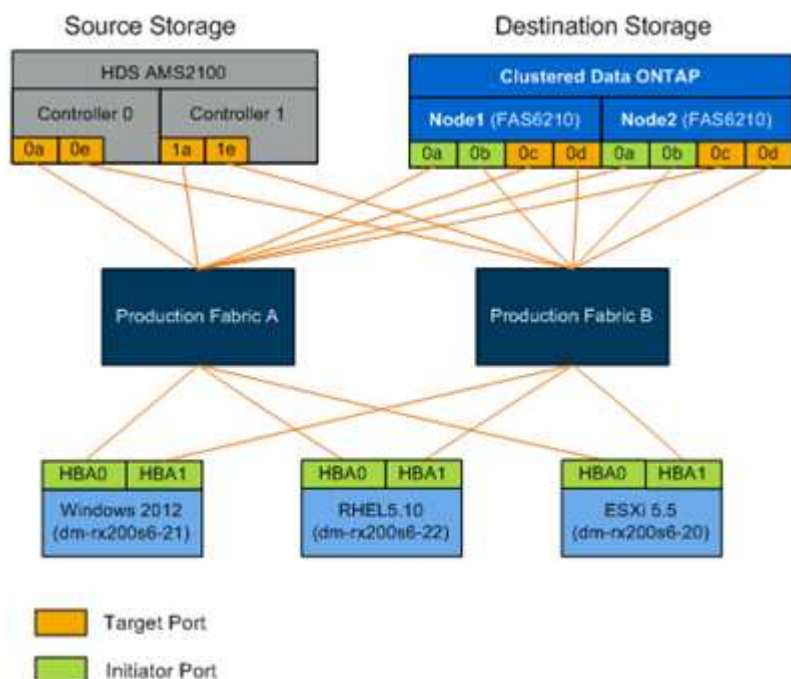 Source Storage
Destination Storage
HDS AMS2100
Controller 0
Controller 1
0a
0e
1a
1e
Clustered Data ONTAP
Node1 (FAS6210)
Node2 (FAS6210)
0a
0b
0c
0d
0a
0b
0c
0d
Production Fabric A
Production Fabric B
HBA0
HBA1
Windows 2012
(dm-rx200s6-21)
HBA0
HBA1
RHEL5.10
(dm-rx200s6-22)
HBA0
HBA1
ESXi 5.5
(dm-rx200s6-20)
Target Port
Initiator Port